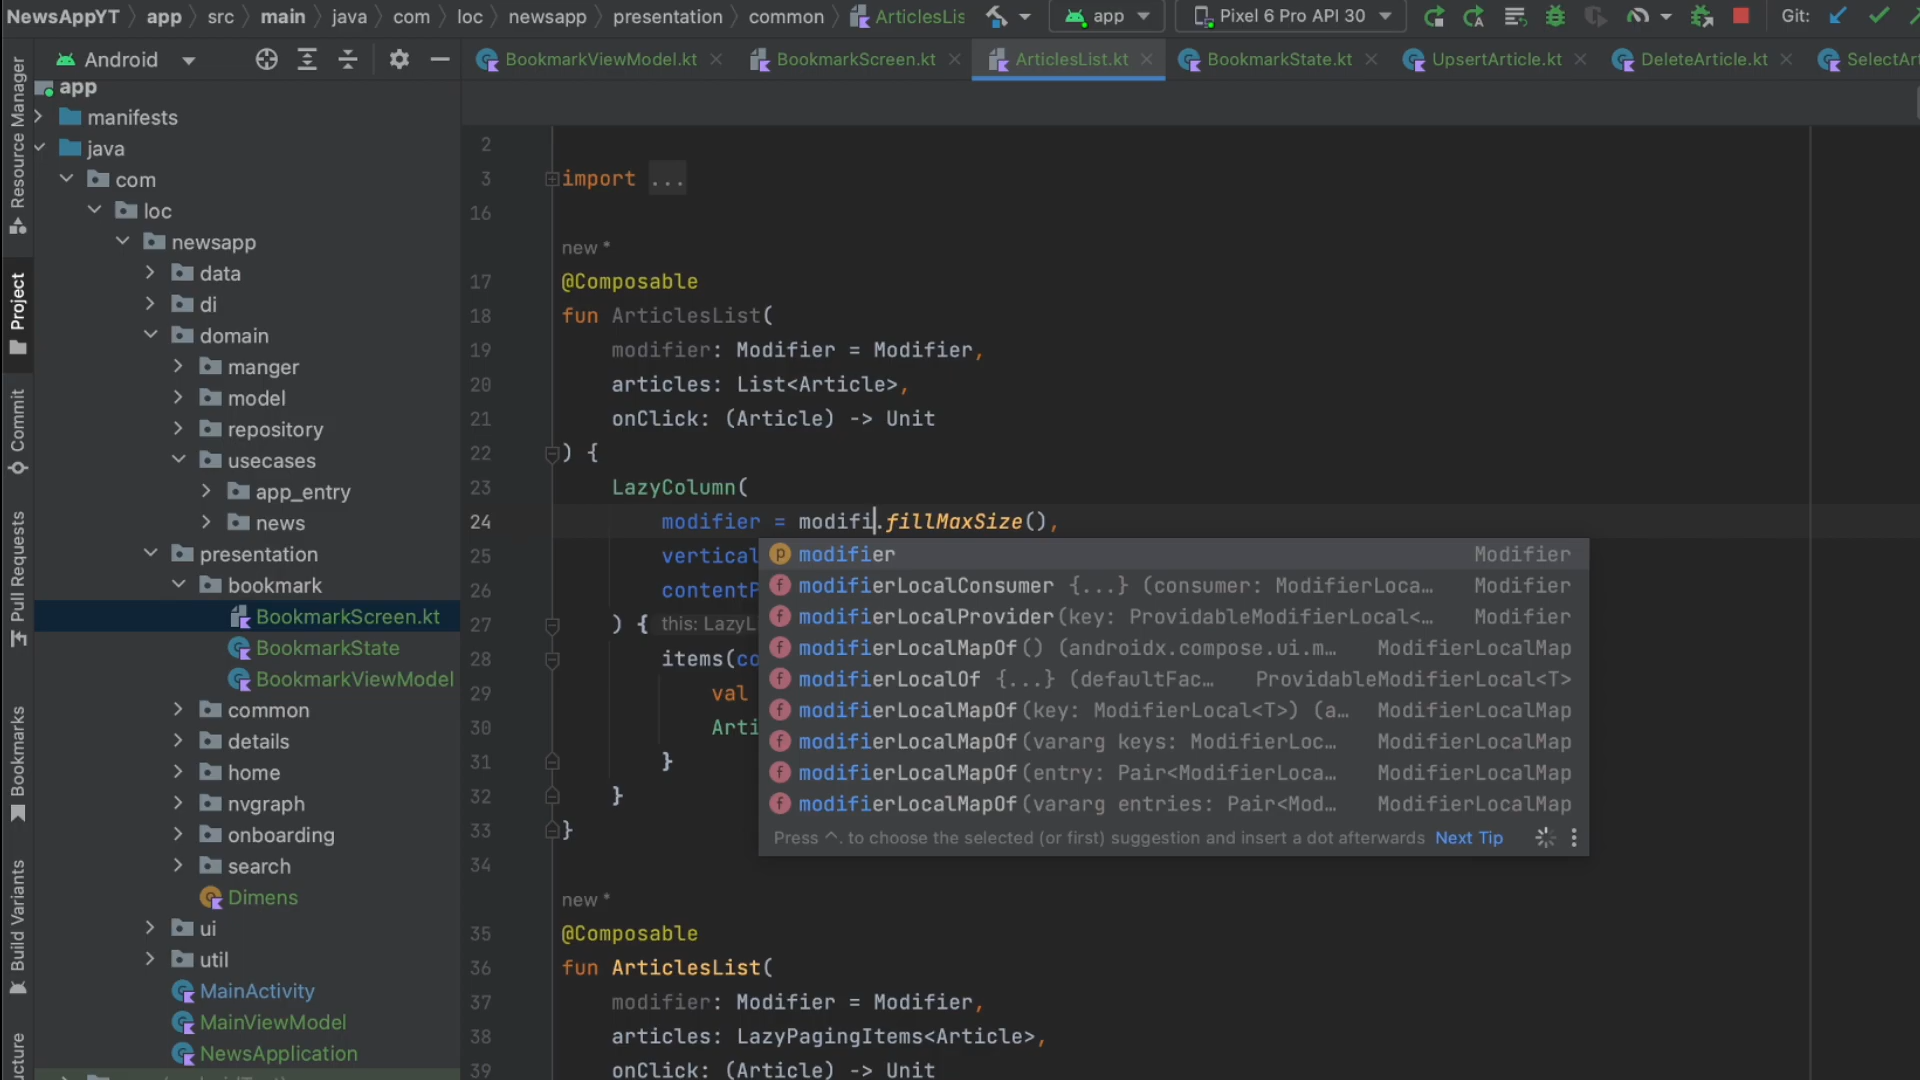 NewsAppYT app src main java com loc newsapp presentation common ArticlesLis app Pixel 6 Pro API 30 Git:
Android
BookmarkViewModel.kt BookmarkScreen.kt ArticlesList.kt BookmarkState.kt UpsertArticle.kt DeleteArticle.kt SelectArt
Resource Manager
Project
Commit
Pull Requests
Bookmarks
Build Variants
ucture
app
manifests
java
com
loc
newsapp
data
di
domain
manger
model
repository
usecases
app_entry
news
presentation
bookmark
BookmarkScreen.kt
BookmarkState
BookmarkViewModel
common
details
home
nvgraph
onboarding
search
Dimens
ui
util
MainActivity
MainViewModel
NewsApplication
2
3 import ...
16
new *
17 @Composable
18 fun ArticlesList(
19 modifier: Modifier = Modifier,
20 articles: List<Article>,
21 onClick: (Article) -> Unit
22 ) {
23 LazyColumn(
24 modifier = modifi.fillMaxSize(),
25 vertical
26 contentP
27 ) { this: LazyL
28 items(co
29 val
30 Arti
31 }
32 }
33 }
34
new *
35 @Composable
36 fun ArticlesList(
37 modifier: Modifier = Modifier,
38 articles: LazyPagingItems<Article>,
39 onClick: (Article) -> Unit
p modifier Modifier
f modifierLocalConsumer {...} (consumer: ModifierLoca... Modifier
f modifierLocalProvider(key: ProvidableModifierLocal<... Modifier
f modifierLocalMapOf() (androidx.compose.ui.m... ModifierLocalMap
f modifierLocalOf {...} (defaultFac... ProvidableModifierLocal<T>
f modifierLocalMapOf(key: ModifierLocal<T>) (a... ModifierLocalMap
f modifierLocalMapOf(vararg keys: ModifierLoc... ModifierLocalMap
f modifierLocalMapOf(entry: Pair<ModifierLoca... ModifierLocalMap
f modifierLocalMapOf(vararg entries: Pair<Mod... ModifierLocalMap
Press ^. to choose the selected (or first) suggestion and insert a dot afterwards Next Tip